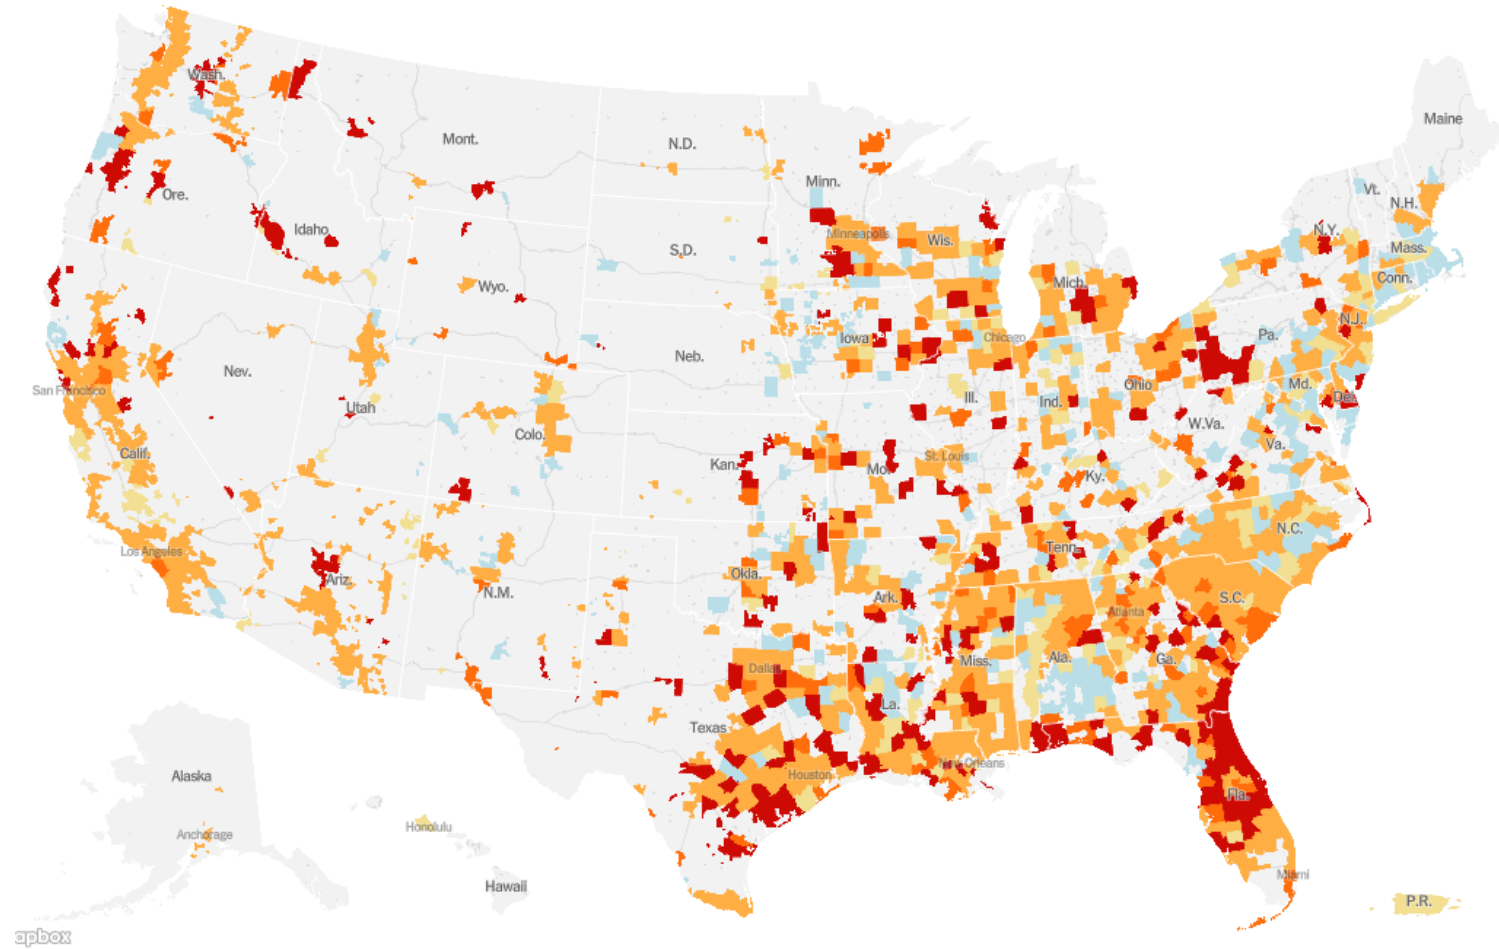 Maine
Wash.
Mont.
N.D.
Minn.
Vt.
N.H.
Ore.
Idaho
Minneapolis
Wis.
N.Y.
Mass.
S.D.
Conn.
Mich.
Wyo.
N.J.
Pa.
Iowa
Chicago
Neb.
Nev.
Ohio
Md.
San Francisco
Del.
Ill.
Ind.
Utah
W.Va.
Colo.
Va.
Calif.
St. Louis
Kan.
Mo.
Ky.
N.C.
Los Angeles
Tenn.
Okla.
Ariz.
N.M.
Ark.
S.C.
Atlanta
Miss.
Ala.
Ga.
Dallas
La.
Texas
New Orleans
Houston
Alaska
Fla.
Honolulu
Anchorage
Miami
Hawaii
P.R.
apbox